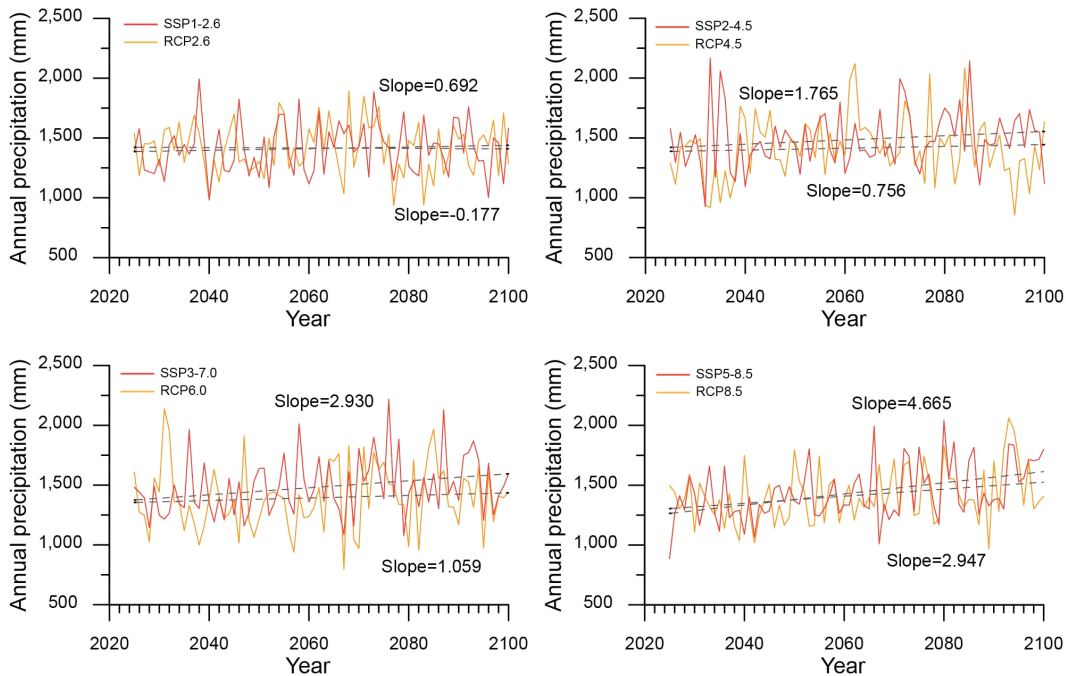 Annual precipitation (mm)
2,500
2,000
1,500
1,000
500
SSP1-2.6
RCP2.6
Slope=0.692
Slope=-0.177
2020 2040 2060 2080 2100
Year
Annual precipitation (mm)
2,500
2,000
1,500
1,000
500
SSP2-4.5
RCP4.5
Slope=1.765
Slope=0.756
2020 2040 2060 2080 2100
Year
Annual precipitation (mm)
2,500
2,000
1,500
1,000
500
SSP3-7.0
RCP6.0
Slope=2.930
Slope=1.059
2020 2040 2060 2080 2100
Year
Annual precipitation (mm)
2,500
2,000
1,500
1,000
500
SSP5-8.5
RCP8.5
Slope=4.665
Slope=2.947
2020 2040 2060 2080 2100
Year